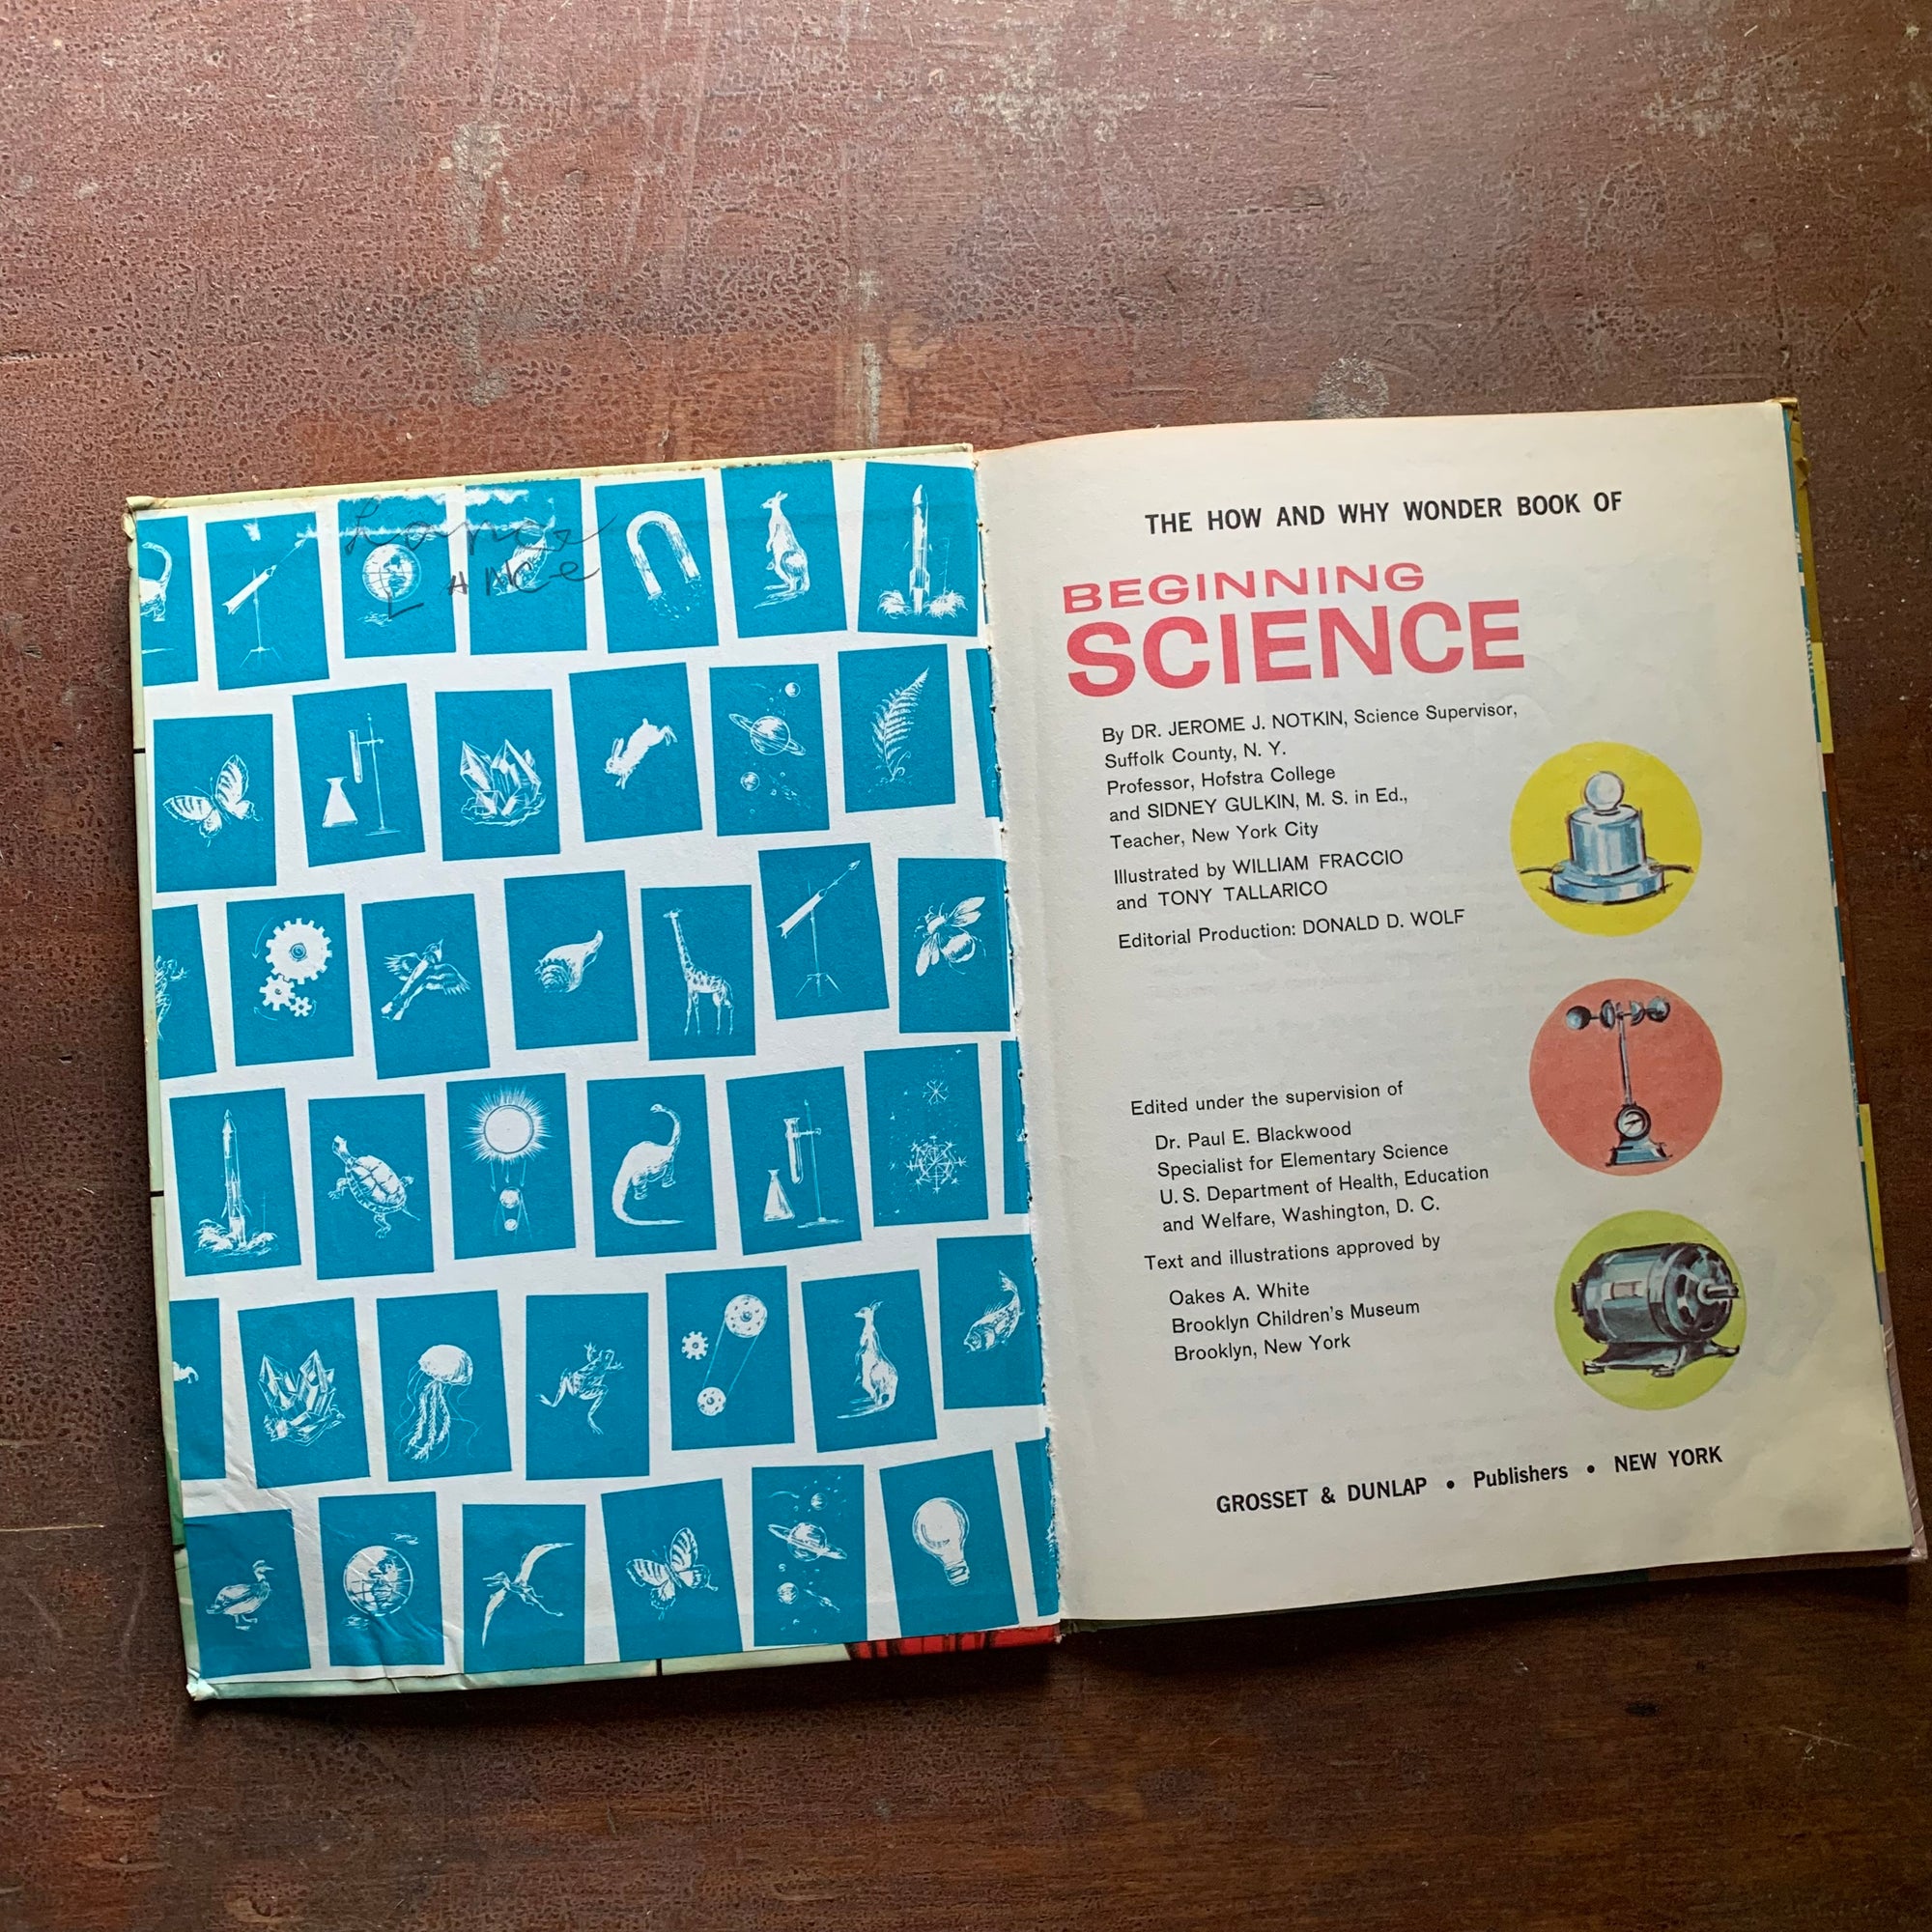 Lance
LANce
THE HOW AND WHY WONDER BOOK OF
BEGINNING
SCIENCE
By DR. JEROME J. NOTKIN, Science Supervisor,
Suffolk County, N. Y.
Professor, Hofstra College
and SIDNEY GULKIN, M. S. in Ed.,
Teacher, New York City
Illustrated by WILLIAM FRACCIO
and TONY TALLARICO
Editorial Production: DONALD D. WOLF
Edited under the supervision of
Dr. Paul E. Blackwood
Specialist for Elementary Science
U. S. Department of Health, Education
and Welfare, Washington, D. C.
Text and illustrations approved by
Oakes A. White
Brooklyn Children's Museum
Brooklyn, New York
GROSSET & DUNLAP • Publishers • NEW YORK